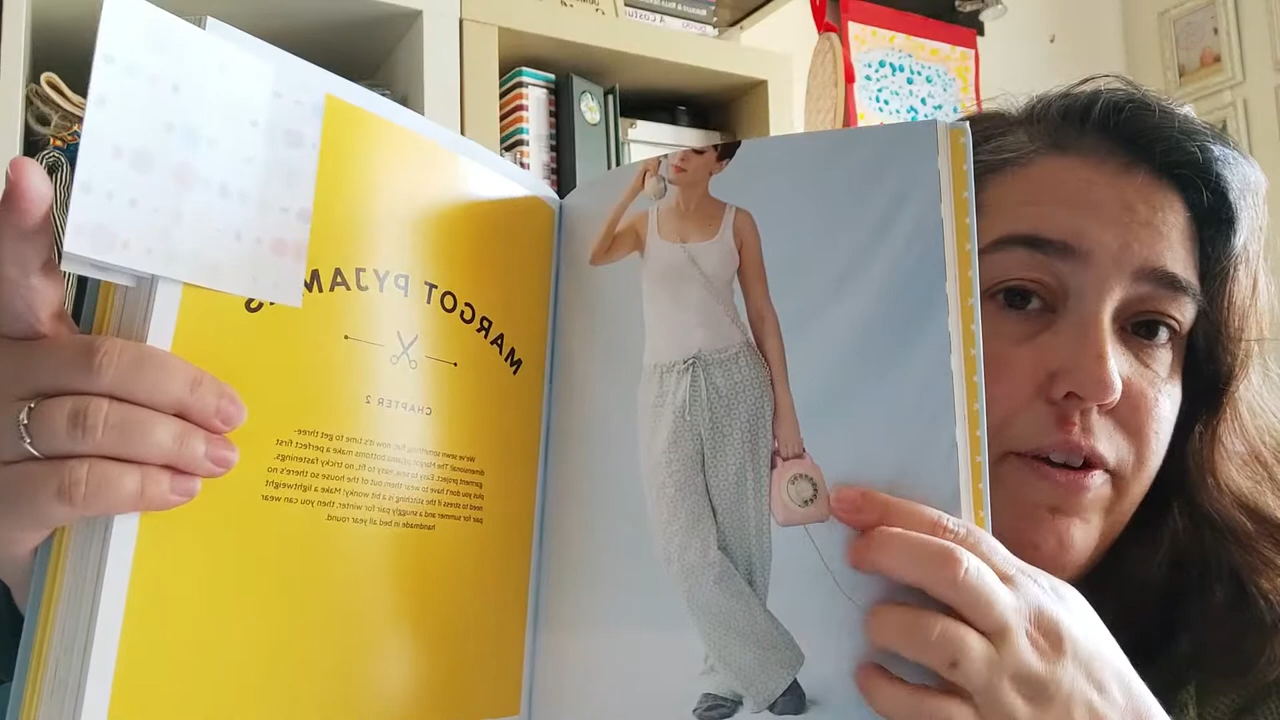 MARGOT PYJAMAS
CHAPTER 2
We've sewn something flat, now it's time to get three-
dimensional! The Margot pyjama bottoms make a perfect first
garment project. Easy to sew, easy to fit, no tricky fastenings,
plus you don't have to wear them out of the house so there's no
need to stress if the stitching is a bit wonky! Make a lightweight
pair for summer and a snuggly pair for winter, then you can wear
handmade in bed all year round.